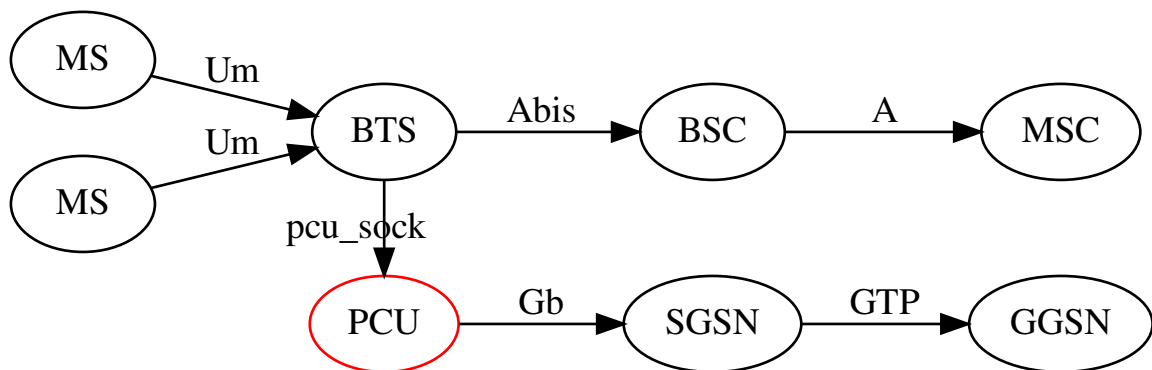 MS
Um
BTS
Abis
BSC
A
MSC
Um
MS
pcu_sock
PCU
Gb
SGSN
GTP
GGSN